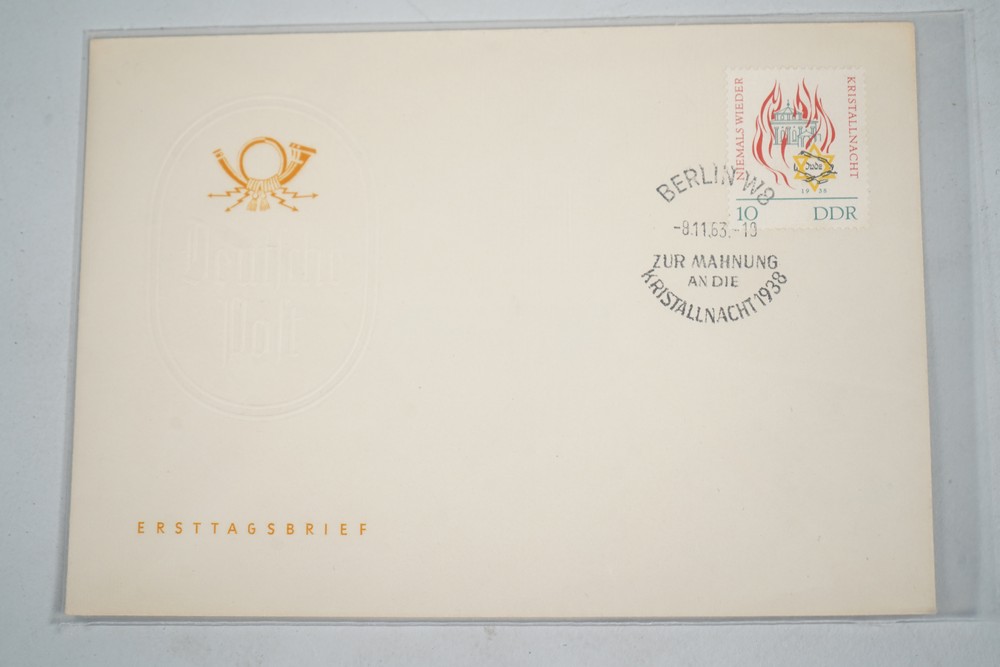 NIEMALS WIEDER
KRISTALLNACHT
Jude
1938
10 DDR
BERLIN W8
-8.11.63.-10
ZUR MAHNUNG
AN DIE
KRISTALLNACHT 1938
ERSTTAGSBRIEF